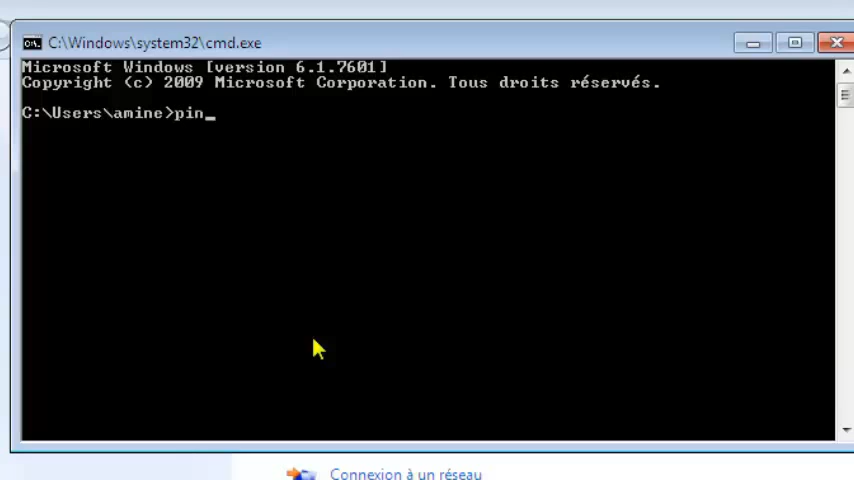 C:\Windows\system32\cmd.exe
Microsoft Windows [version 6.1.7601]
Copyright (c) 2009 Microsoft Corporation. Tous droits réservés.
C:\Users\amine>pin_
Connexion à un réseau